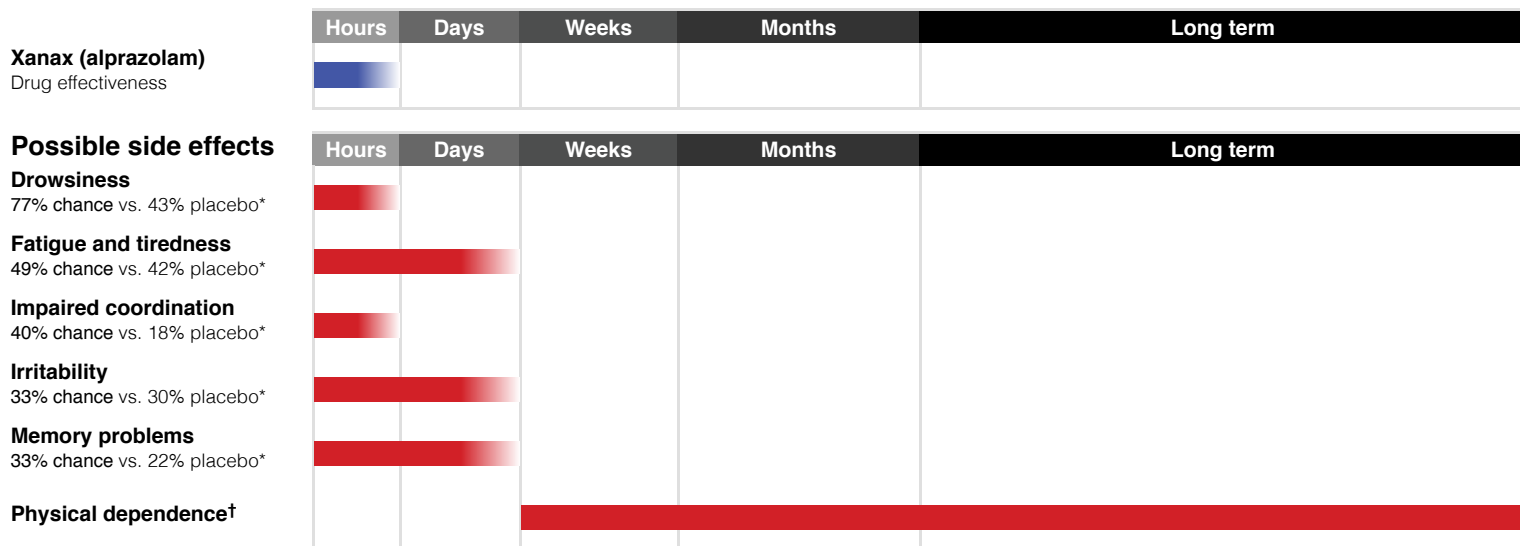 Hours Days Weeks Months Long term
Xanax (alprazolam)
Drug effectiveness
Possible side effects
Hours Days Weeks Months Long term
Drowsiness
77% chance vs. 43% placebo*
Fatigue and tiredness
49% chance vs. 42% placebo*
Impaired coordination
40% chance vs. 18% placebo*
Irritability
33% chance vs. 30% placebo*
Memory problems
33% chance vs. 22% placebo*
Physical dependence†